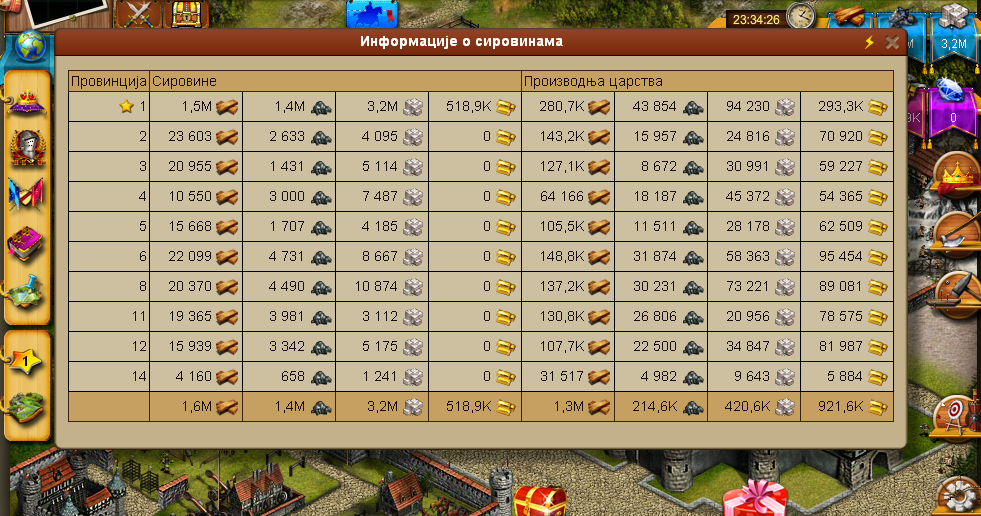 23:34:26
Информације о сировинама
M 3,2M
Провинција Сировине Производња царства
1 1,5M 1,4M 3,2M 518,9K 280,7K 43 854 94 230 293,3K
9K 0
2 23 603 2 633 4 095 0 143,2K 15 957 24 816 70 920
3 20 955 1 431 5 114 0 127,1K 8 672 30 991 59 227
4 10 550 3 000 7 487 0 64 166 18 187 45 372 54 365
5 15 668 1 707 4 185 0 105,5K 11 511 28 178 62 509
6 22 099 4 731 8 667 0 148,8K 31 874 58 363 95 454
8 20 370 4 490 10 874 0 137,2K 30 231 73 221 89 081
11 19 365 3 981 3 112 0 130,8K 26 806 20 956 78 575
12 15 939 3 342 5 175 0 107,7K 22 500 34 847 81 987
1
14 4 160 658 1 241 0 31 517 4 982 9 643 5 884
1,6M 1,4M 3,2M 518,9K 1,3M 214,6K 420,6K 921,6K